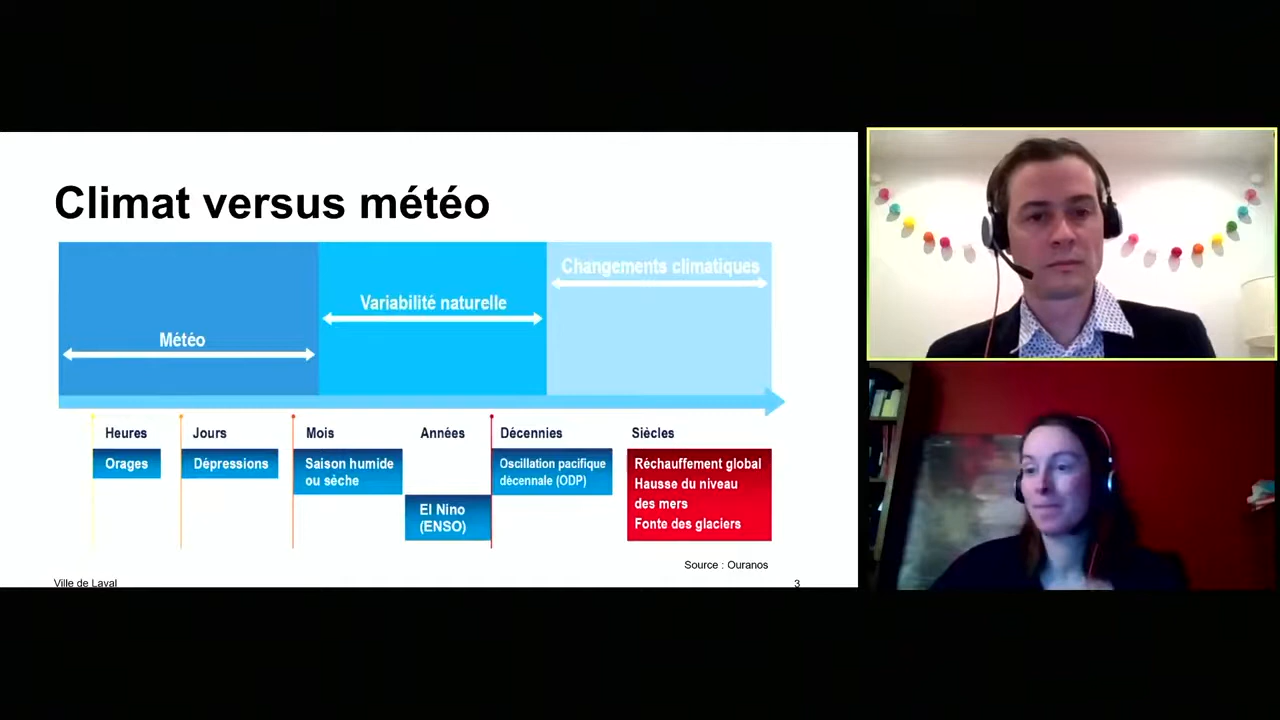 Climat versus météo
Changements climatiques
Variabilité naturelle
Météo
Heures
Jours
Mois
Années
Décennies
Siècles
Orages
Dépressions
Saison humide
ou sèche
El Nino
(ENSO)
Oscillation pacifique
décennale (ODP)
Réchauffement global
Hausse du niveau
des mers
Fonte des glaciers
Source : Ouranos
Ville de Laval
3